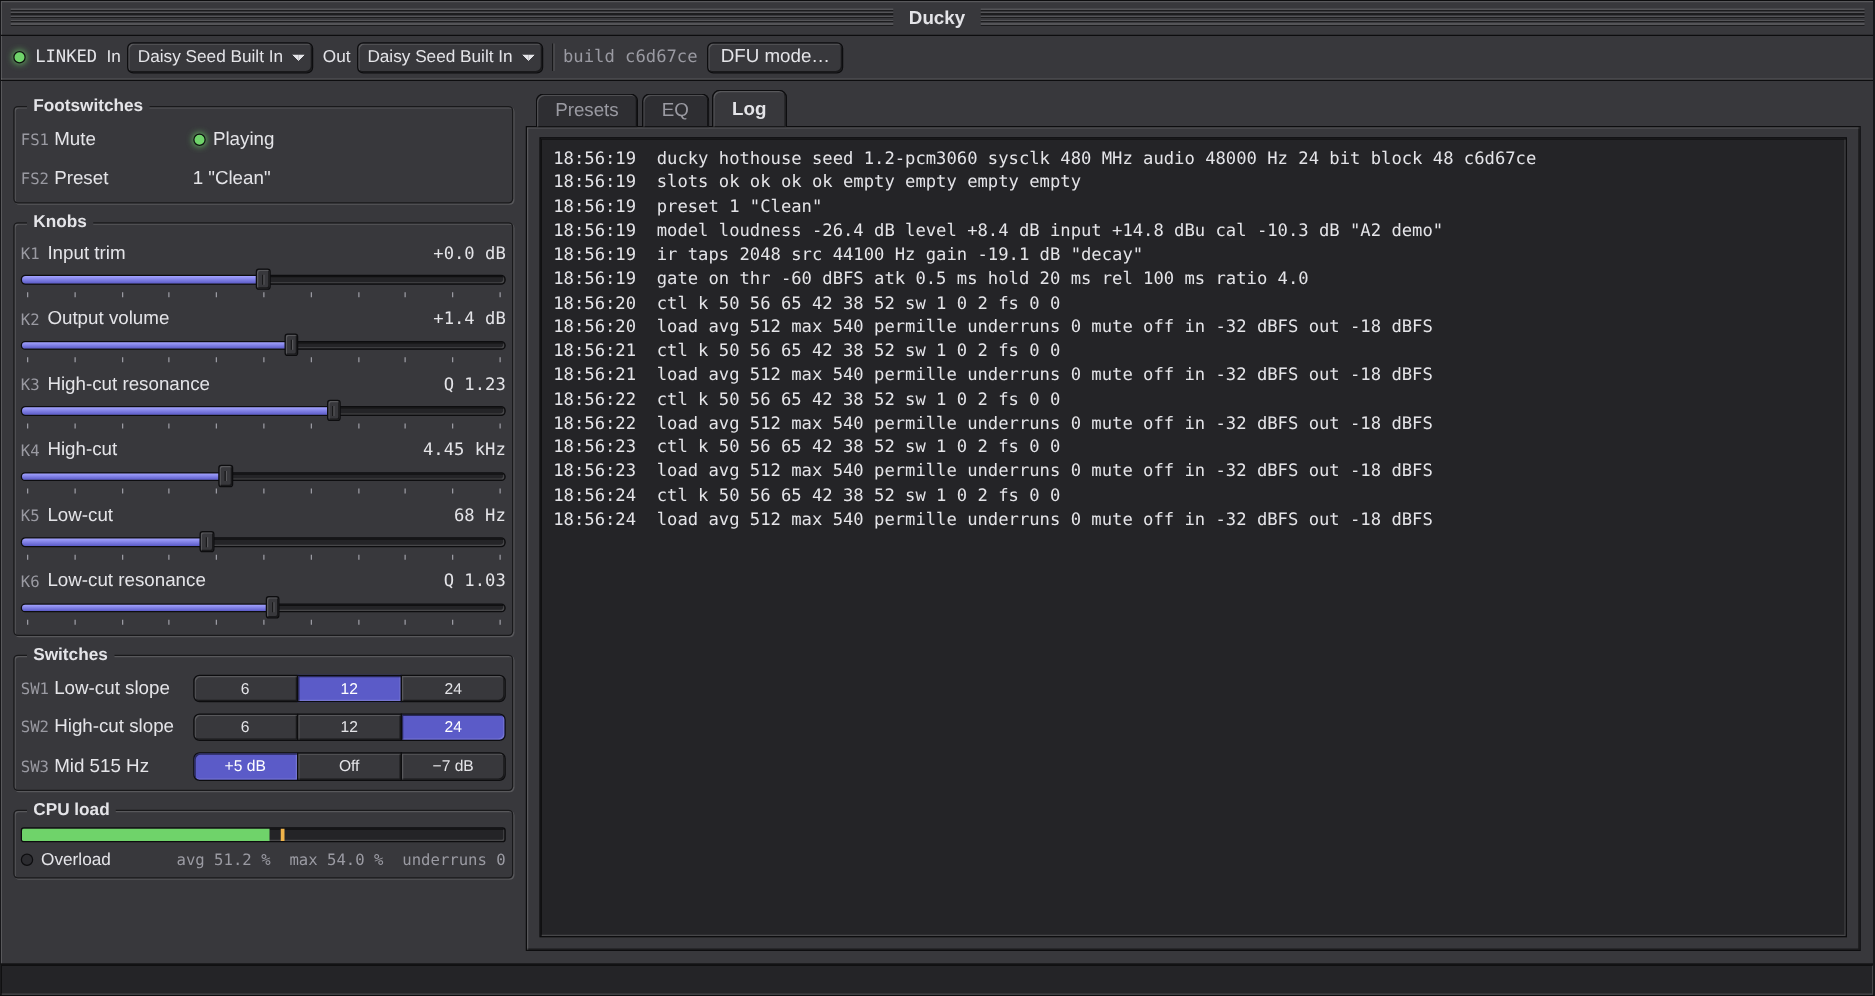 Ducky
LINKED In Daisy Seed Built In Out Daisy Seed Built In build c6d67ce DFU mode…
Footswitches
FS1 Mute Playing
FS2 Preset 1 "Clean"
Knobs
K1 Input trim +0.0 dB
K2 Output volume +1.4 dB
K3 High-cut resonance Q 1.23
K4 High-cut 4.45 kHz
K5 Low-cut 68 Hz
K6 Low-cut resonance Q 1.03
Switches
SW1 Low-cut slope 6 12 24
SW2 High-cut slope 6 12 24
SW3 Mid 515 Hz +5 dB Off −7 dB
CPU load
Overload avg 51.2 % max 54.0 % underruns 0
Presets EQ Log
18:56:19 ducky hothouse seed 1.2-pcm3060 sysclk 480 MHz audio 48000 Hz 24 bit block 48 c6d67ce
18:56:19 slots ok ok ok ok empty empty empty empty
18:56:19 preset 1 "Clean"
18:56:19 model loudness -26.4 dB level +8.4 dB input +14.8 dBu cal -10.3 dB "A2 demo"
18:56:19 ir taps 2048 src 44100 Hz gain -19.1 dB "decay"
18:56:19 gate on thr -60 dBFS atk 0.5 ms hold 20 ms rel 100 ms ratio 4.0
18:56:20 ctl k 50 56 65 42 38 52 sw 1 0 2 fs 0 0
18:56:20 load avg 512 max 540 permille underruns 0 mute off in -32 dBFS out -18 dBFS
18:56:21 ctl k 50 56 65 42 38 52 sw 1 0 2 fs 0 0
18:56:21 load avg 512 max 540 permille underruns 0 mute off in -32 dBFS out -18 dBFS
18:56:22 ctl k 50 56 65 42 38 52 sw 1 0 2 fs 0 0
18:56:22 load avg 512 max 540 permille underruns 0 mute off in -32 dBFS out -18 dBFS
18:56:23 ctl k 50 56 65 42 38 52 sw 1 0 2 fs 0 0
18:56:23 load avg 512 max 540 permille underruns 0 mute off in -32 dBFS out -18 dBFS
18:56:24 ctl k 50 56 65 42 38 52 sw 1 0 2 fs 0 0
18:56:24 load avg 512 max 540 permille underruns 0 mute off in -32 dBFS out -18 dBFS